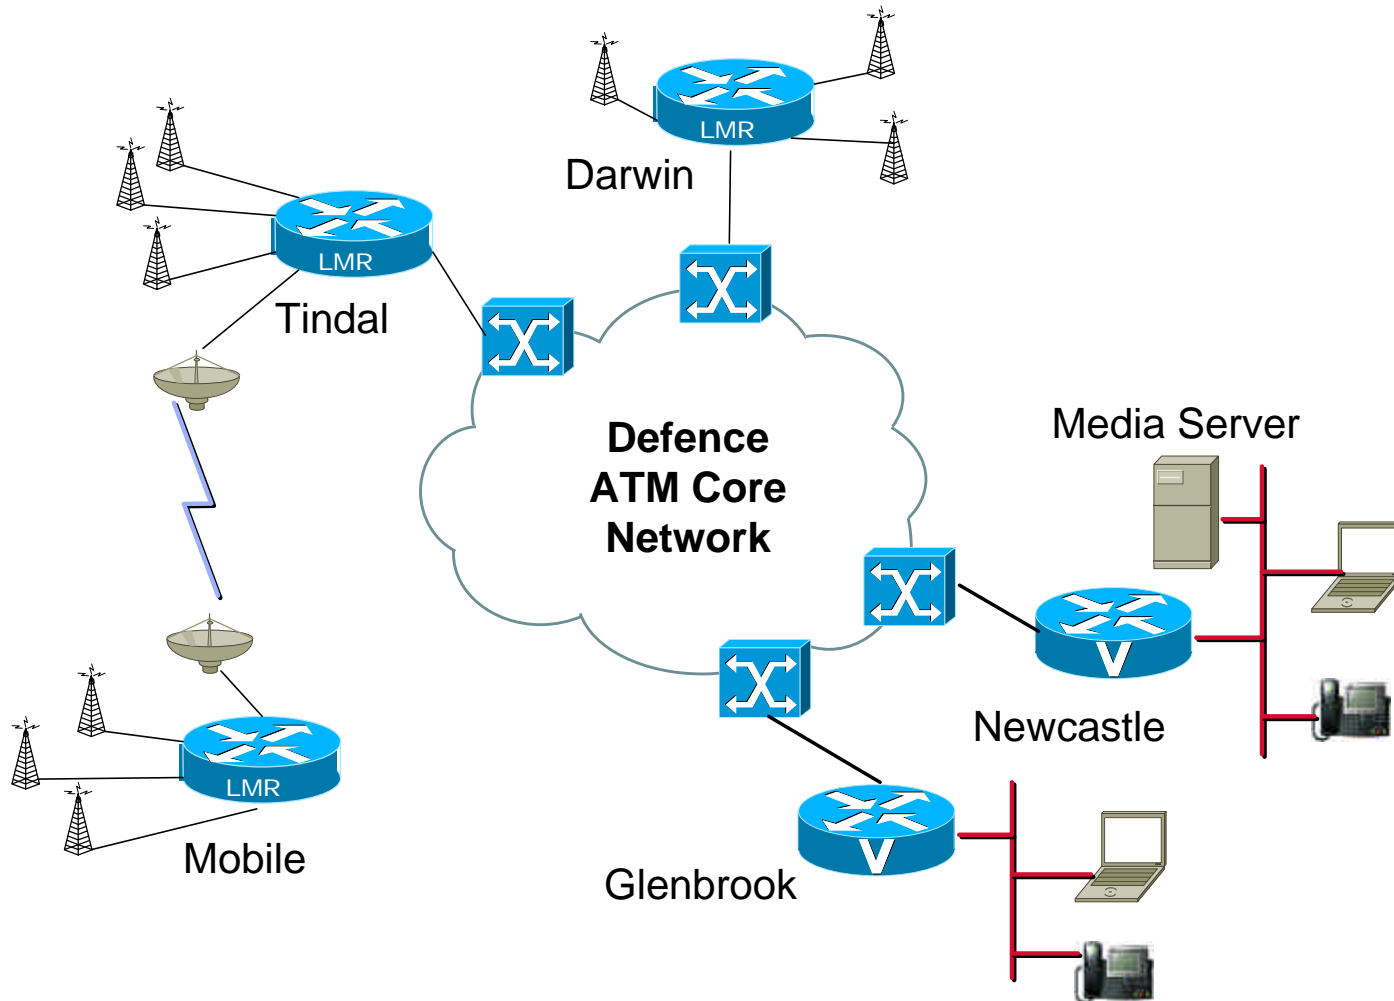 LMR
Darwin
LMR
Tindal
Defence
ATM Core
Network
Media Server
V
Newcastle
LMR
Mobile
V
Glenbrook